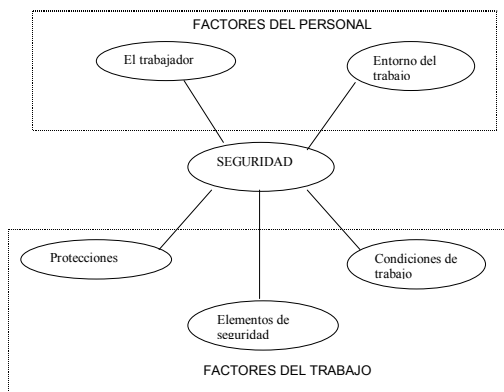 FACTORES DEL PERSONAL
El trabajador
Entorno del
trabajo
SEGURIDAD
Protecciones
Condiciones de
trabajo
Elementos de
seguridad
FACTORES DEL TRABAJO